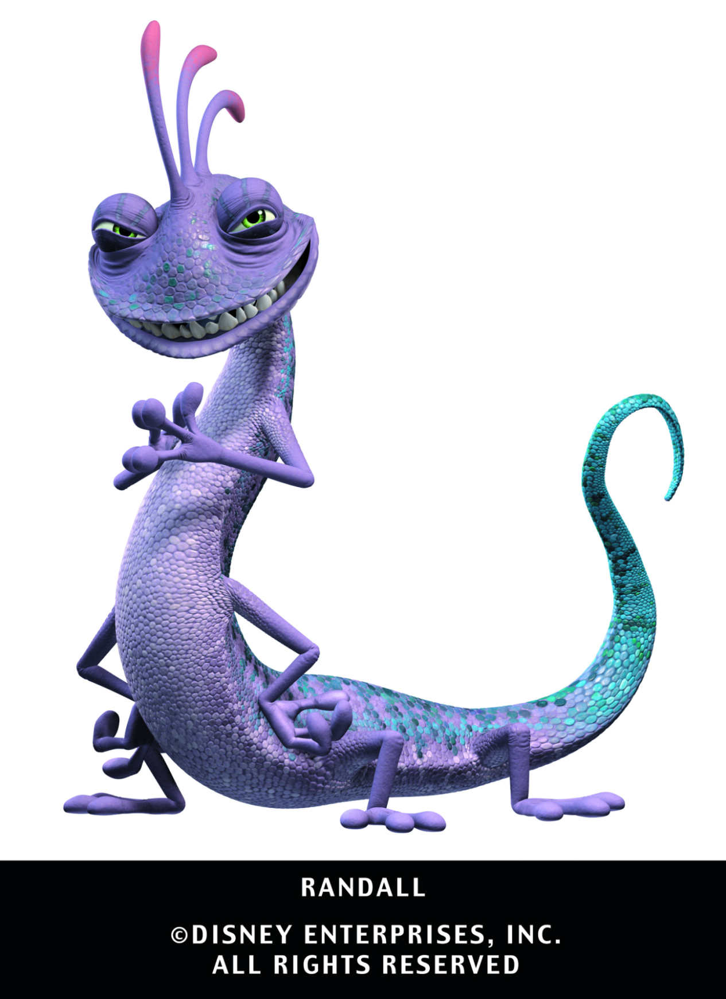 RANDALL
©DISNEY ENTERPRISES, INC.
ALL RIGHTS RESERVED